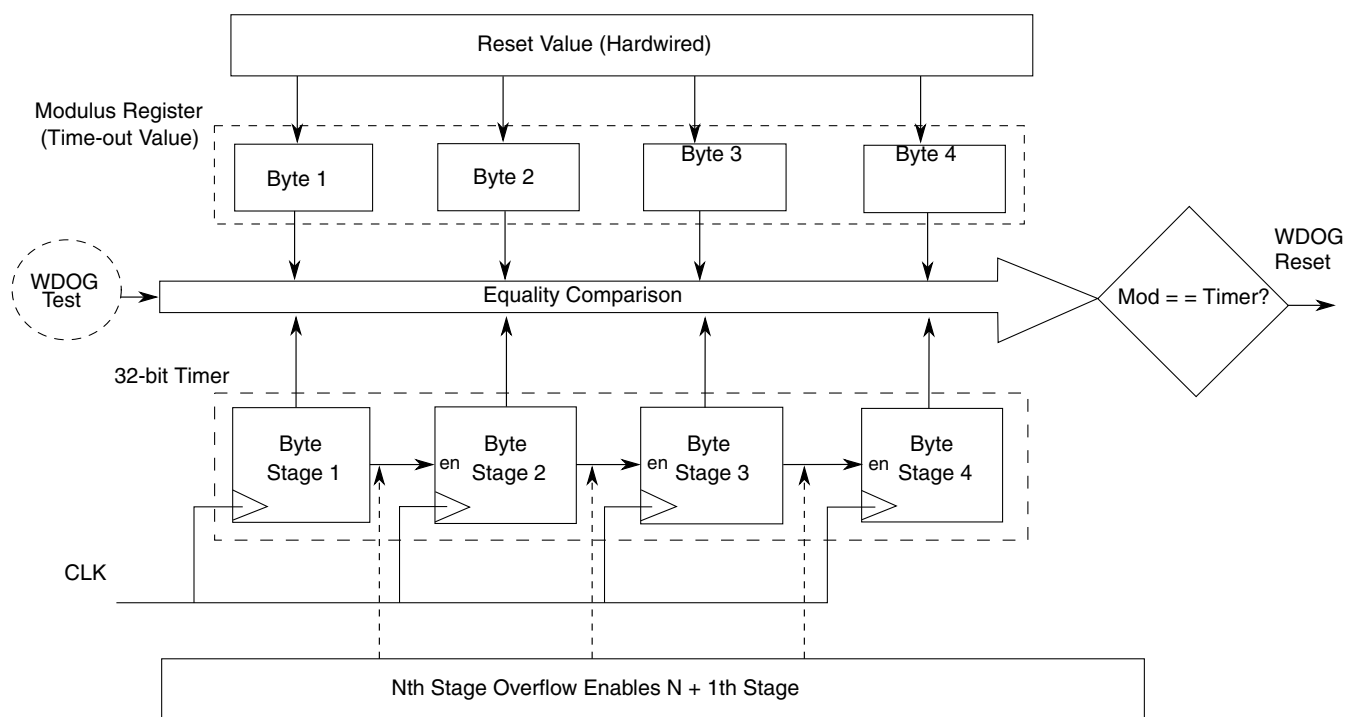 Reset Value (Hardwired)
Modulus Register
(Time-out Value)
Byte 1
Byte 2
Byte 3
Byte 4
WDOG
Test
Equality Comparison
Mod = = Timer?
WDOG
Reset
32-bit Timer
Byte
Stage 1
en
Byte
Stage 2
en
Byte
Stage 3
en
Byte
Stage 4
CLK
Nth Stage Overflow Enables N + 1th Stage